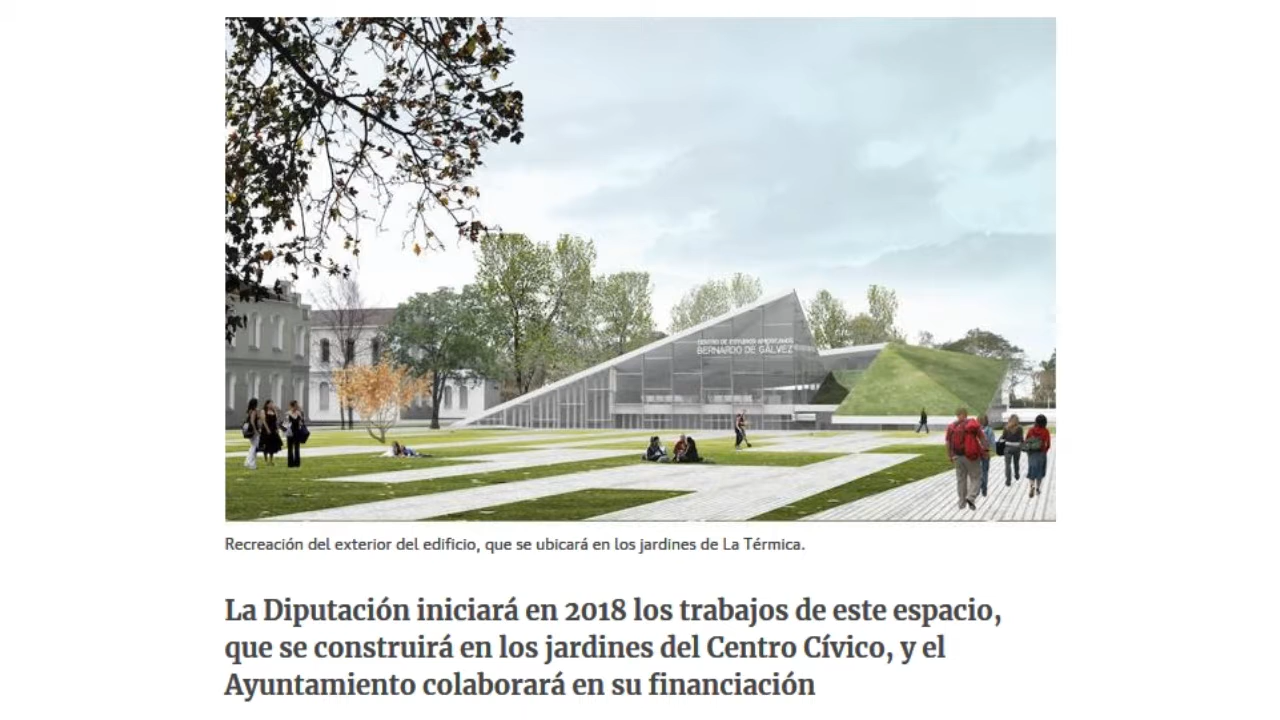 CENTRO DE ESTUDIOS AMERICANOS
BERNARDO DE GÁLVEZ
Recreación del exterior del edificio, que se ubicará en los jardines de La Térmica.
La Diputación iniciará en 2018 los trabajos de este espacio,
que se construirá en los jardines del Centro Cívico, y el
Ayuntamiento colaborará en su financiación